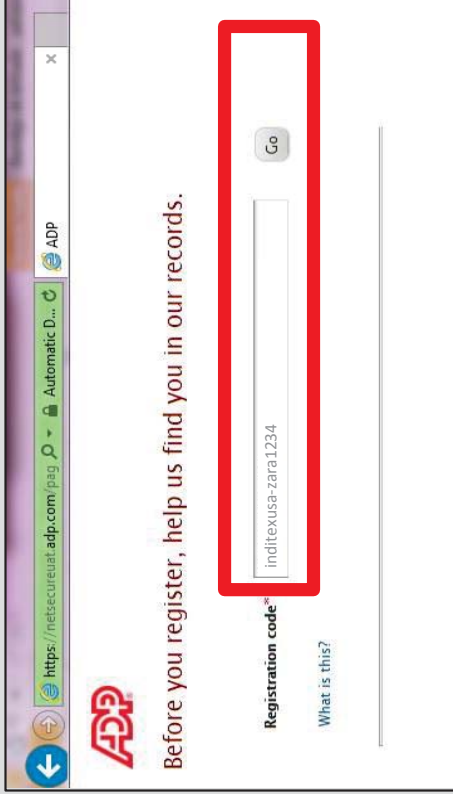 https://netsecureuat.adp.com/pag Automatic D... ADP
ADP
Before you register, help us find you in our records.
Registration code* inditexusa-zara1234 Go
What is this?